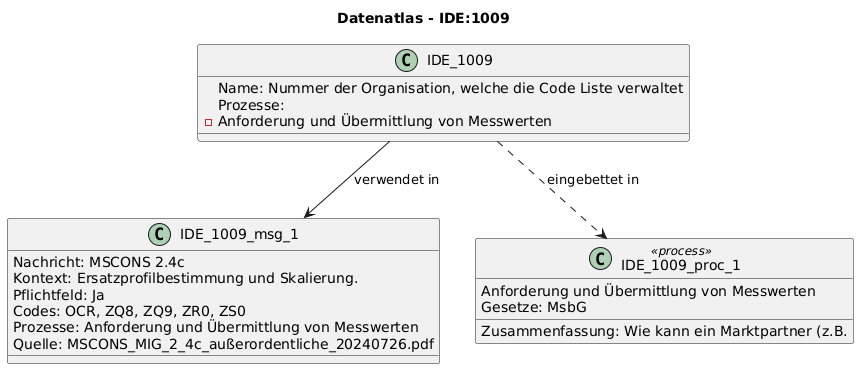 Datenatlas - IDE:1009
C IDE_1009
Name: Nummer der Organisation, welche die Code Liste verwaltet
Prozesse:
Anforderung und Übermittlung von Messwerten
verwendet in
eingebettet in
C IDE_1009_msg_1
Nachricht: MSCONS 2.4c
Kontext: Ersatzprofilbestimmung und Skalierung.
Pflichtfeld: Ja
Codes: OCR, ZQ8, ZQ9, ZR0, ZS0
Prozesse: Anforderung und Übermittlung von Messwerten
Quelle: MSCONS_MIG_2_4c_außerordentliche_20240726.pdf
«process»
C IDE_1009_proc_1
Anforderung und Übermittlung von Messwerten
Gesetze: MsbG
Zusammenfassung: Wie kann ein Marktpartner (z.B.